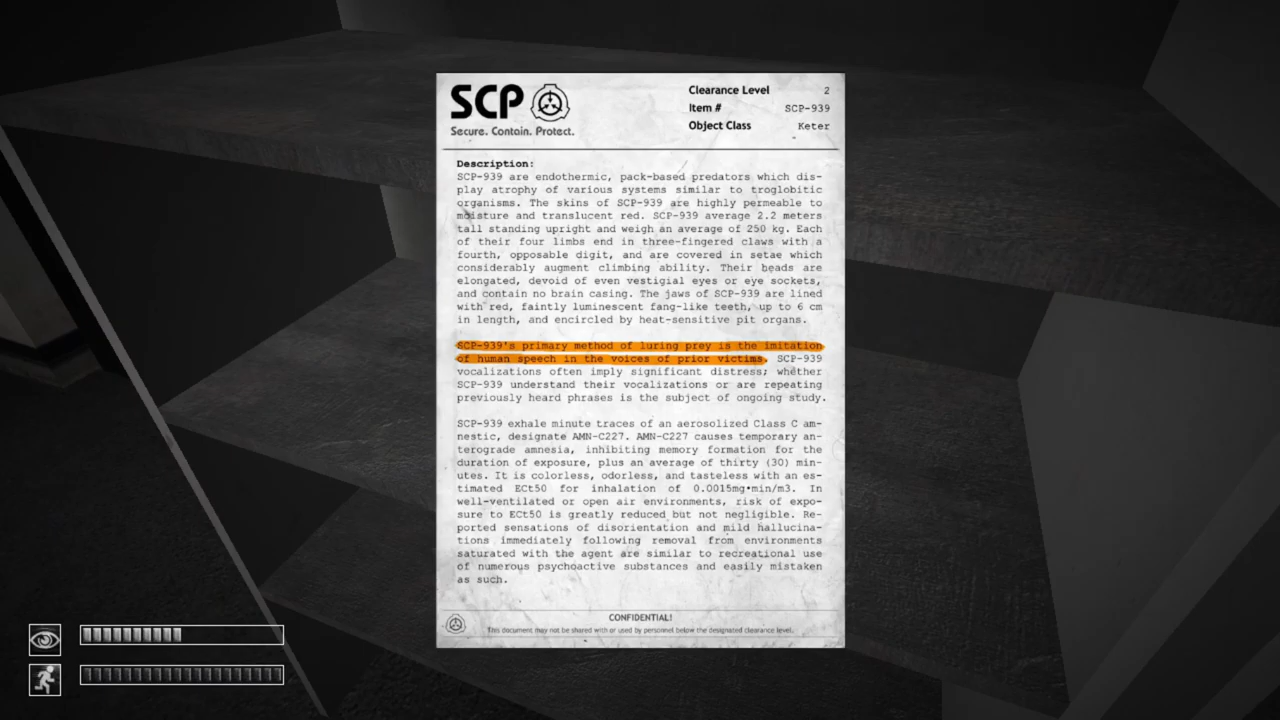 SCP
Secure. Contain. Protect.
Clearance Level 2
Item # SCP-939
Object Class Keter
Description:
SCP-939 are endothermic, pack-based predators which dis-
play atrophy of various systems similar to troglobitic
organisms. The skins of SCP-939 are highly permeable to
moisture and translucent red. SCP-939 average 2.2 meters
tall standing upright and weigh an average of 250 kg. Each
of their four limbs end in three-fingered claws with a
fourth, opposable digit, and are covered in setae which
considerably augment climbing ability. Their heads are
elongated, devoid of even vestigial eyes or eye sockets,
and contain no brain casing. The jaws of SCP-939 are lined
with red, faintly luminescent fang-like teeth, up to 6 cm
in length, and encircled by heat-sensitive pit organs.
SCP-939's primary method of luring prey is the imitation
of human speech in the voices of prior victims. SCP-939
vocalizations often imply significant distress; whether
SCP-939 understand their vocalizations or are repeating
previously heard phrases is the subject of ongoing study.
SCP-939 exhale minute traces of an aerosolized Class C am-
nestic, designate AMN-C227. AMN-C227 causes temporary an-
terograde amnesia, inhibiting memory formation for the
duration of exposure, plus an average of thirty (30) min-
utes. It is colorless, odorless, and tasteless with an es-
timated ECt50 for inhalation of 0.0015mg•min/m3. In
well-ventilated or open air environments, risk of expo-
sure to ECt50 is greatly reduced but not negligible. Re-
ported sensations of disorientation and mild hallucina-
tions immediately following removal from environments
saturated with the agent are similar to recreational use
of numerous psychoactive substances and easily mistaken
as such.
CONFIDENTIAL!
This document may not be shared with or used by personnel below the designated clearance level.